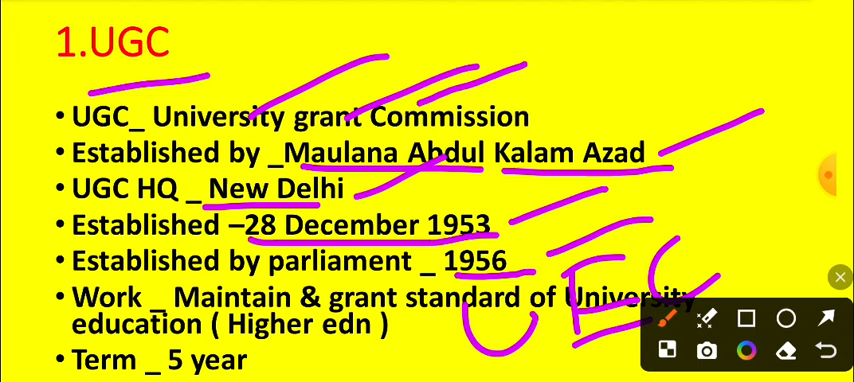 1.UGC
• UGC_ University grant Commission
• Established by _Maulana Abdul Kalam Azad
• UGC HQ _ New Delhi
• Established –28 December 1953
• Established by parliament _ 1956
• Work _ Maintain & grant standard of University
education ( Higher edn )
• Term _ 5 year
UEC